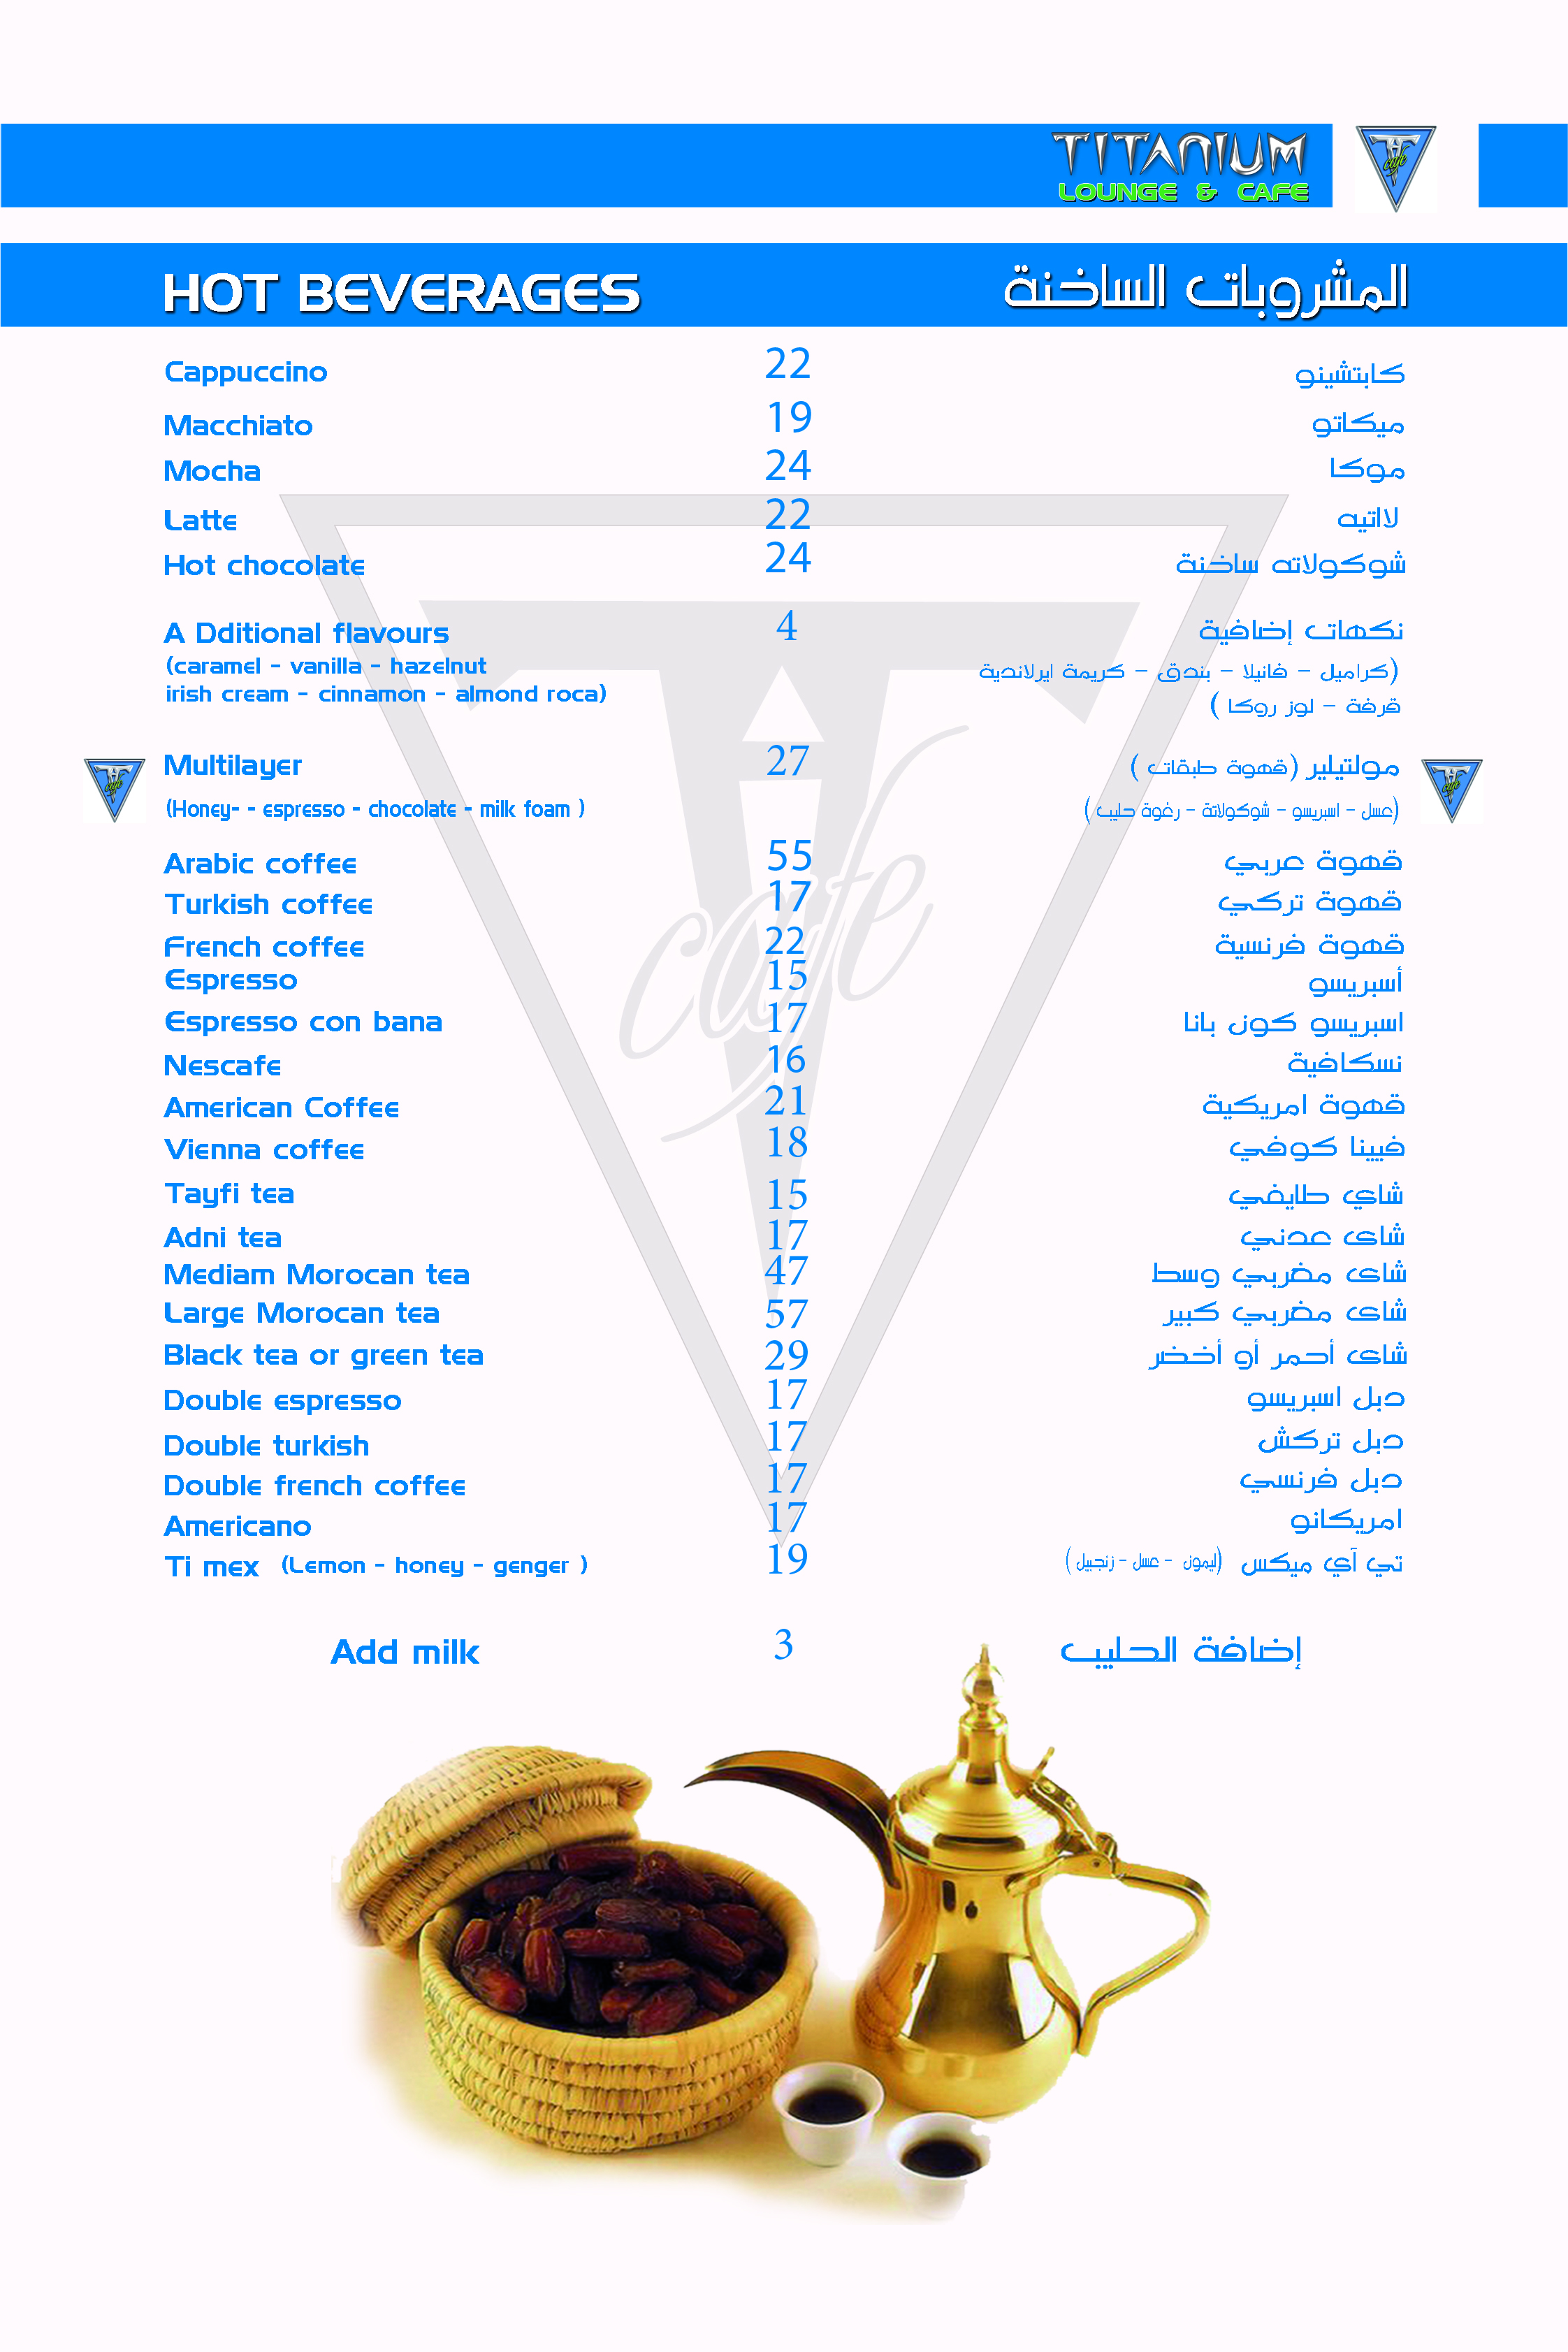 TITANIUM
LOUNGE & CAFE
HOT BEVERAGES المشروبات الساخنة
Cappuccino 22 كابتشينو
Macchiato 19 ميكاتو
Mocha 24 موكا
Latte 22 لااتيه
Hot chocolate 24 شوكولاته ساخنة
A Dditional flavours 4 نكهات إضافية
(caramel - vanilla - hazelnut (كراميل - فانيلا - بندق - كريمة ايرلاندية
irish cream - cinnamon - almond roca) قرفة - لوز روكا )
Multilayer 27 مولتيلير (قهوة طبقات )
(Honey- - espresso - chocolate - milk foam ) (عسل - اسبريسو - شوكولاتة - رغوة حليب )
Arabic coffee 55 قهوة عربي
Turkish coffee 17 قهوة تركي
French coffee 22 قهوة فرنسية
Espresso 15 أسبريسو
Espresso con bana 17 اسبريسو كون بانا
Nescafe 16 نسكافية
American Coffee 21 قهوة امريكية
Vienna coffee 18 فيينا كوفي
Tayfi tea 15 شاي طايفي
Adni tea 17 شاى عدني
Mediam Morocan tea 47 شاى مغربي وسط
Large Morocan tea 57 شاى مغربي كبير
Black tea or green tea 29 شاى أحمر أو أخضر
Double espresso 17 دبل اسبريسو
Double turkish 17 دبل تركش
Double french coffee 17 دبل فرنسي
Americano 17 امريكانو
Ti mex (Lemon - honey - genger ) 19 تي آي ميكس (ليمون - عسل - زنجبيل )
Add milk 3 إضافة الحليب
cafe
cafe
cafe
cafe